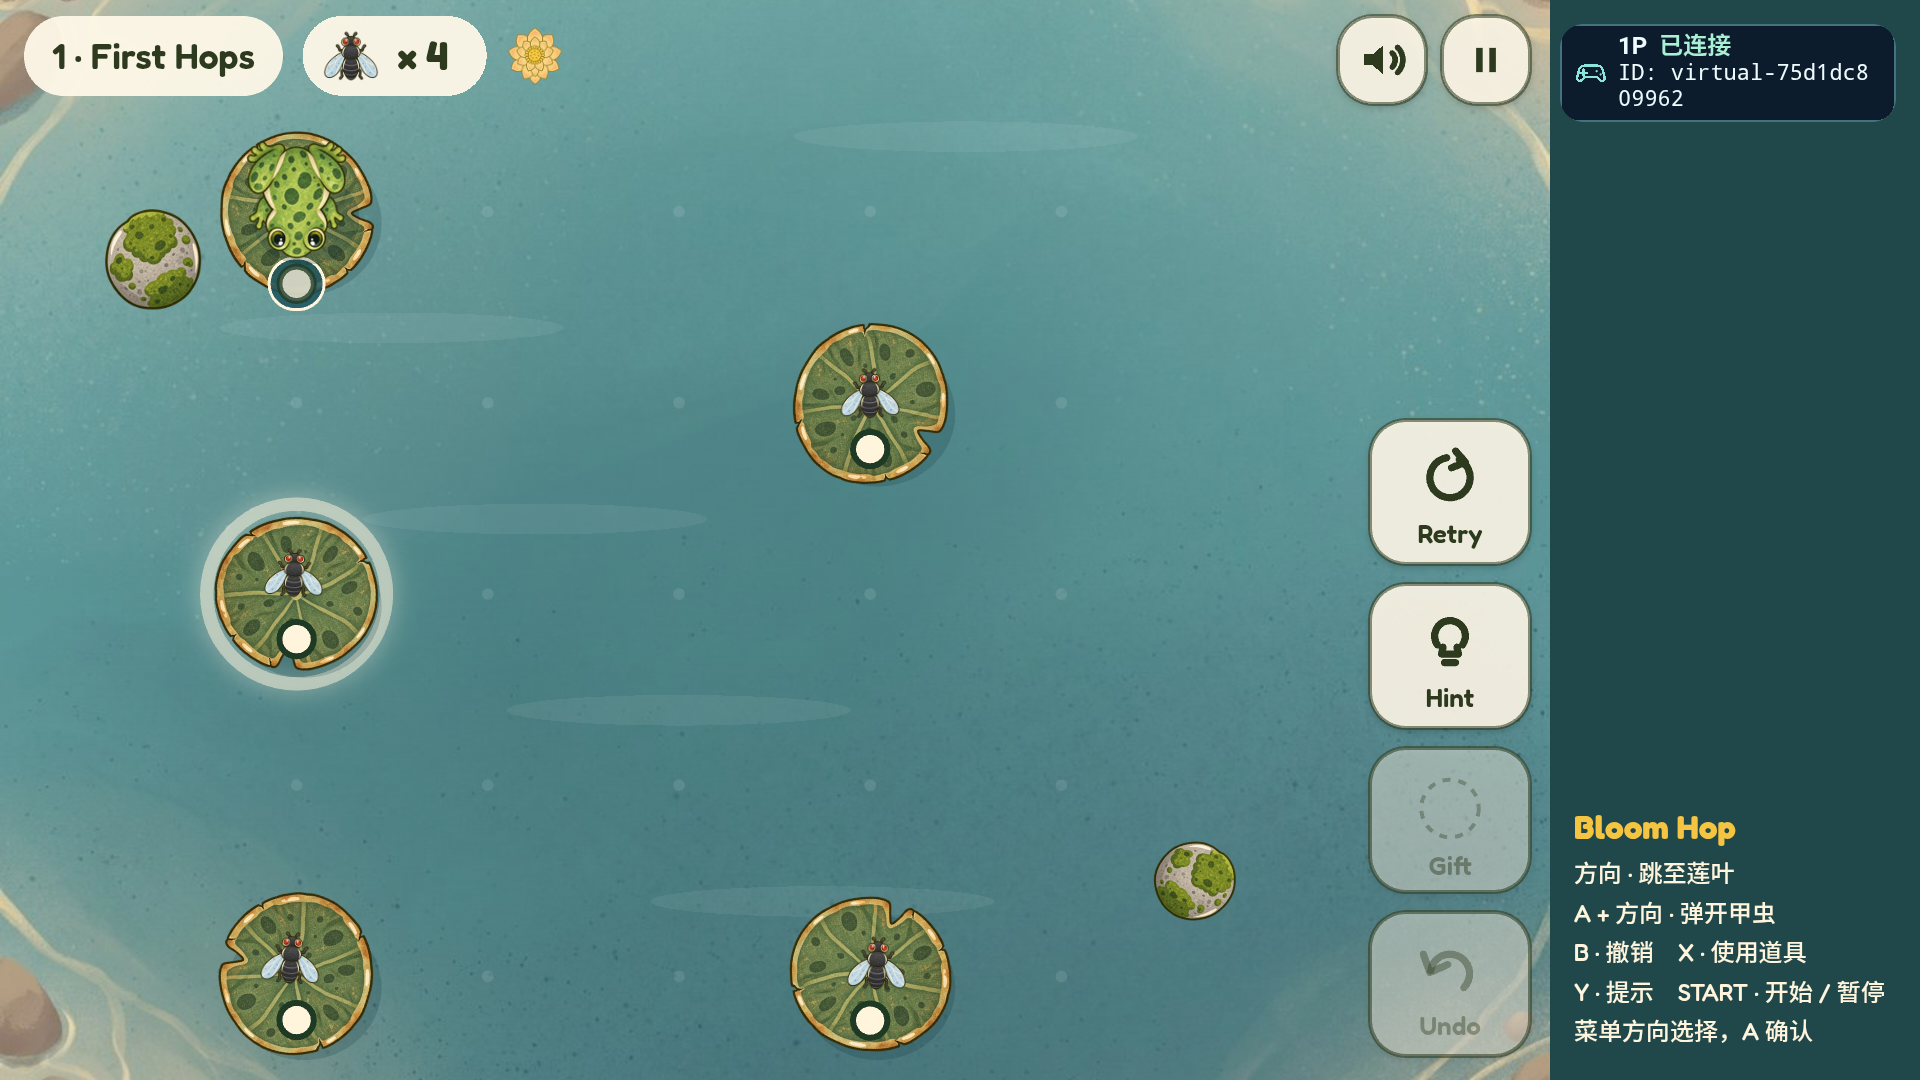 1 · First Hops
x 4
Retry
Hint
Gift
Undo
1P 已连接
ID: virtual-75d1dc8
09962
Bloom Hop
方向 · 跳至莲叶
A + 方向 · 弹开甲虫
B · 撤销 X · 使用道具
Y · 提示 START · 开始 / 暂停
菜单方向选择，A 确认